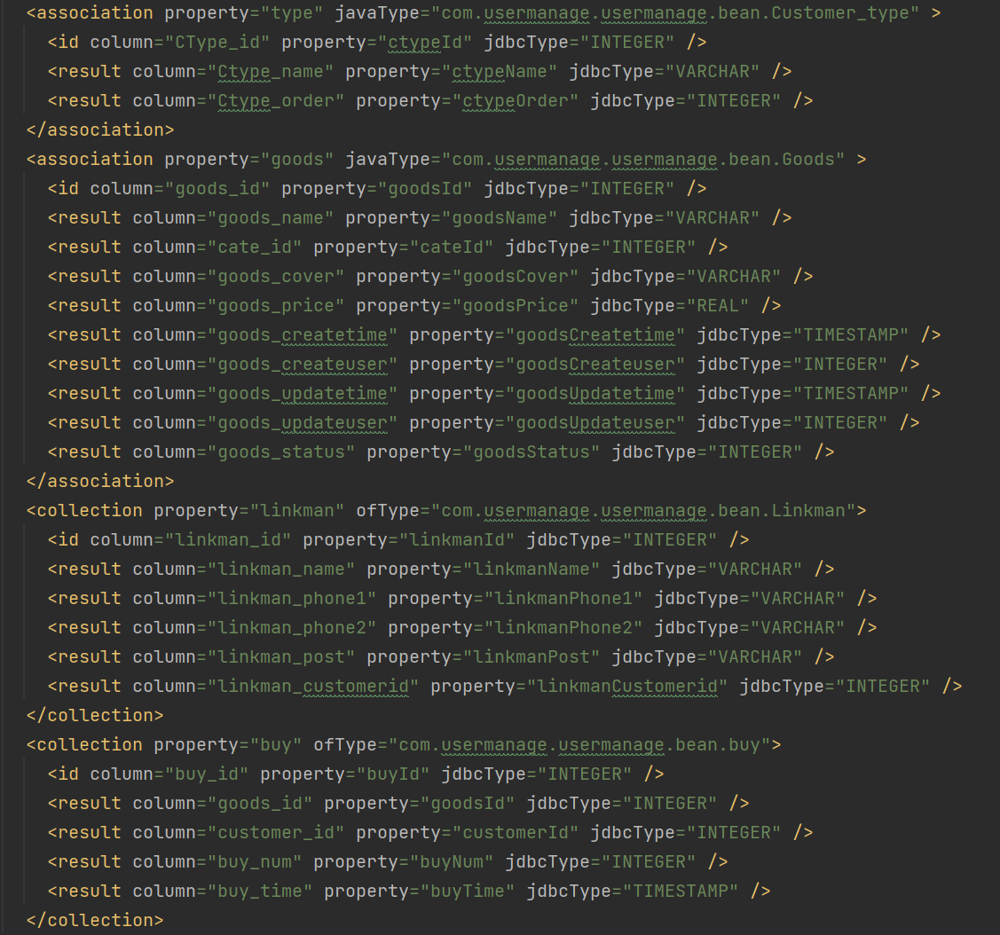 <association property="type" javaType="com.usermanage.usermanage.bean.Customer_type" >
<id column="CType_id" property="ctypeId" jdbcType="INTEGER" />
<result column="Ctype_name" property="ctypeName" jdbcType="VARCHAR" />
<result column="Ctype_order" property="ctypeOrder" jdbcType="INTEGER" />
</association>
<association property="goods" javaType="com.usermanage.usermanage.bean.Goods" >
<id column="goods_id" property="goodsId" jdbcType="INTEGER" />
<result column="goods_name" property="goodsName" jdbcType="VARCHAR" />
<result column="cate_id" property="cateId" jdbcType="INTEGER" />
<result column="goods_cover" property="goodsCover" jdbcType="VARCHAR" />
<result column="goods_price" property="goodsPrice" jdbcType="REAL" />
<result column="goods_createtime" property="goodsCreatetime" jdbcType="TIMESTAMP" />
<result column="goods_createuser" property="goodsCreateuser" jdbcType="INTEGER" />
<result column="goods_updatetime" property="goodsUpdatetime" jdbcType="TIMESTAMP" />
<result column="goods_updateuser" property="goodsUpdateuser" jdbcType="INTEGER" />
<result column="goods_status" property="goodsStatus" jdbcType="INTEGER" />
</association>
<collection property="linkman" ofType="com.usermanage.usermanage.bean.Linkman">
<id column="linkman_id" property="linkmanId" jdbcType="INTEGER" />
<result column="linkman_name" property="linkmanName" jdbcType="VARCHAR" />
<result column="linkman_phone1" property="linkmanPhone1" jdbcType="VARCHAR" />
<result column="linkman_phone2" property="linkmanPhone2" jdbcType="VARCHAR" />
<result column="linkman_post" property="linkmanPost" jdbcType="VARCHAR" />
<result column="linkman_customerid" property="linkmanCustomerid" jdbcType="INTEGER" />
</collection>
<collection property="buy" ofType="com.usermanage.usermanage.bean.buy">
<id column="buy_id" property="buyId" jdbcType="INTEGER" />
<result column="goods_id" property="goodsId" jdbcType="INTEGER" />
<result column="customer_id" property="customerId" jdbcType="INTEGER" />
<result column="buy_num" property="buyNum" jdbcType="INTEGER" />
<result column="buy_time" property="buyTime" jdbcType="TIMESTAMP" />
</collection>